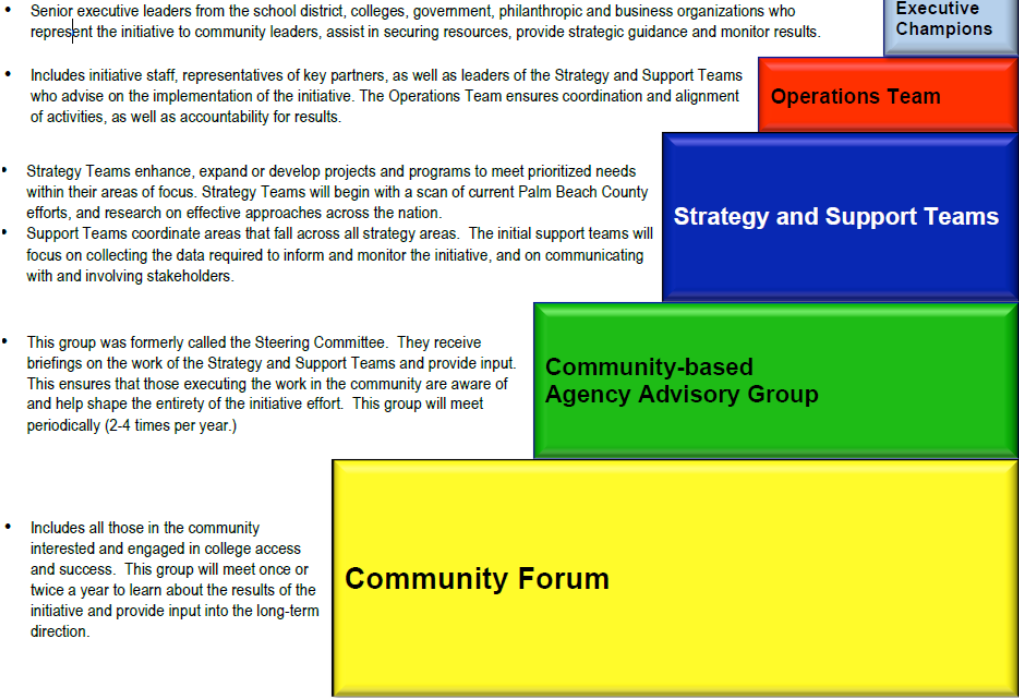 • Senior executive leaders from the school district, colleges, government, philanthropic and business organizations who
represent the initiative to community leaders, assist in securing resources, provide strategic guidance and monitor results.
Executive
Champions
• Includes initiative staff, representatives of key partners, as well as leaders of the Strategy and Support Teams
who advise on the implementation of the initiative. The Operations Team ensures coordination and alignment
of activities, as well as accountability for results.
Operations Team
• Strategy Teams enhance, expand or develop projects and programs to meet prioritized needs
within their areas of focus. Strategy Teams will begin with a scan of current Palm Beach County
efforts, and research on effective approaches across the nation.
• Support Teams coordinate areas that fall across all strategy areas. The initial support teams will
focus on collecting the data required to inform and monitor the initiative, and on communicating
with and involving stakeholders.
Strategy and Support Teams
• This group was formerly called the Steering Committee. They receive
briefings on the work of the Strategy and Support Teams and provide input.
This ensures that those executing the work in the community are aware of
and help shape the entirety of the initiative effort. This group will meet
periodically (2-4 times per year.)
Community-based
Agency Advisory Group
• Includes all those in the community
interested and engaged in college access
and success. This group will meet once or
twice a year to learn about the results of the
initiative and provide input into the long-term
direction.
Community Forum